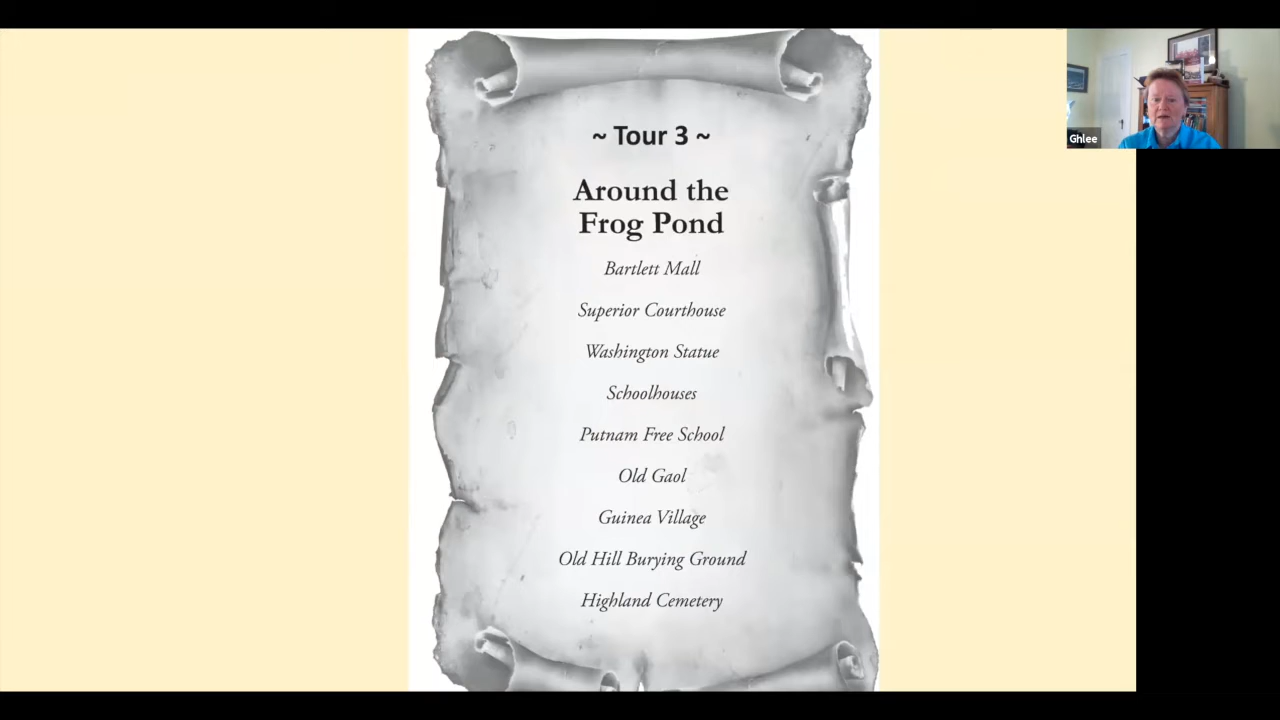 ~ Tour 3 ~
Around the
Frog Pond
Bartlett Mall
Superior Courthouse
Washington Statue
Schoolhouses
Putnam Free School
Old Gaol
Guinea Village
Old Hill Burying Ground
Highland Cemetery
Ghlee